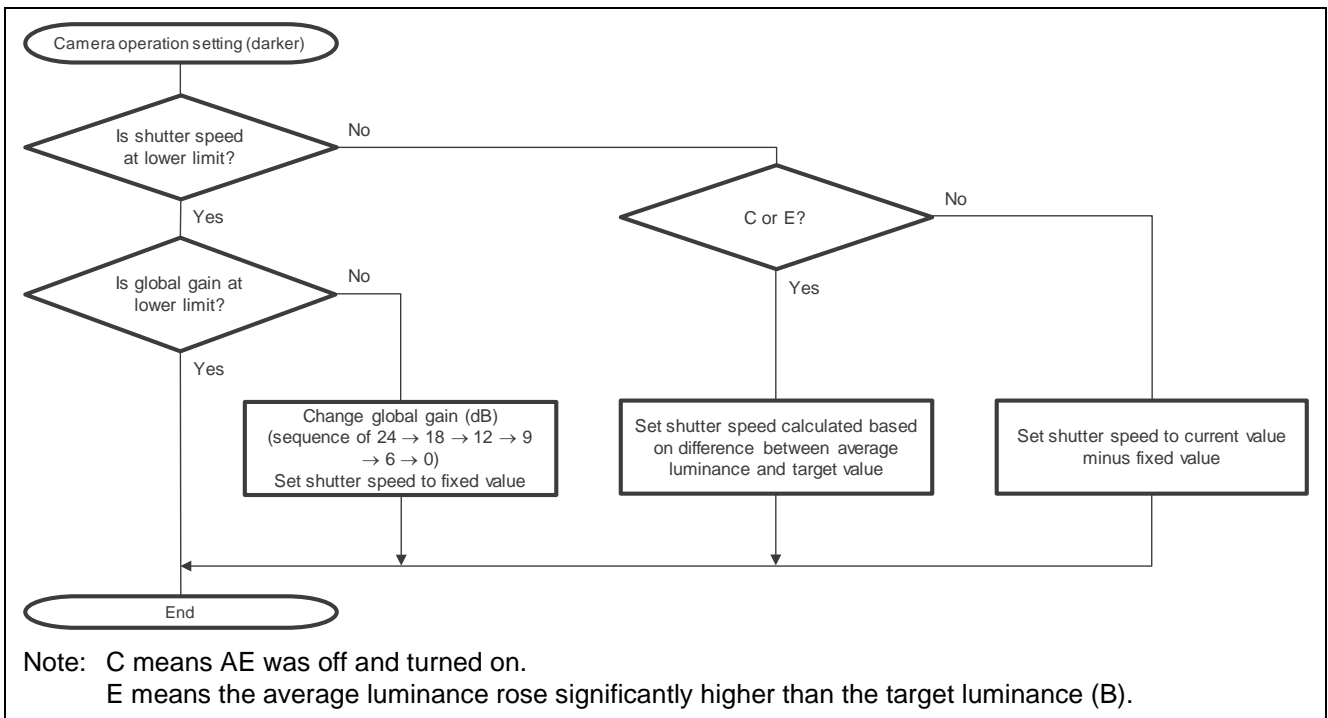 Camera operation setting (darker)
Is shutter speed
at lower limit?
No
Yes
C or E?
No
Yes
Is global gain at
lower limit?
No
Yes
Change global gain (dB)
(sequence of 24 → 18 → 12 → 9
→ 6 → 0)
Set shutter speed to fixed value
Set shutter speed calculated based
on difference between average
luminance and target value
Set shutter speed to current value
minus fixed value
End
Note: C means AE was off and turned on.
E means the average luminance rose significantly higher than the target luminance (B).